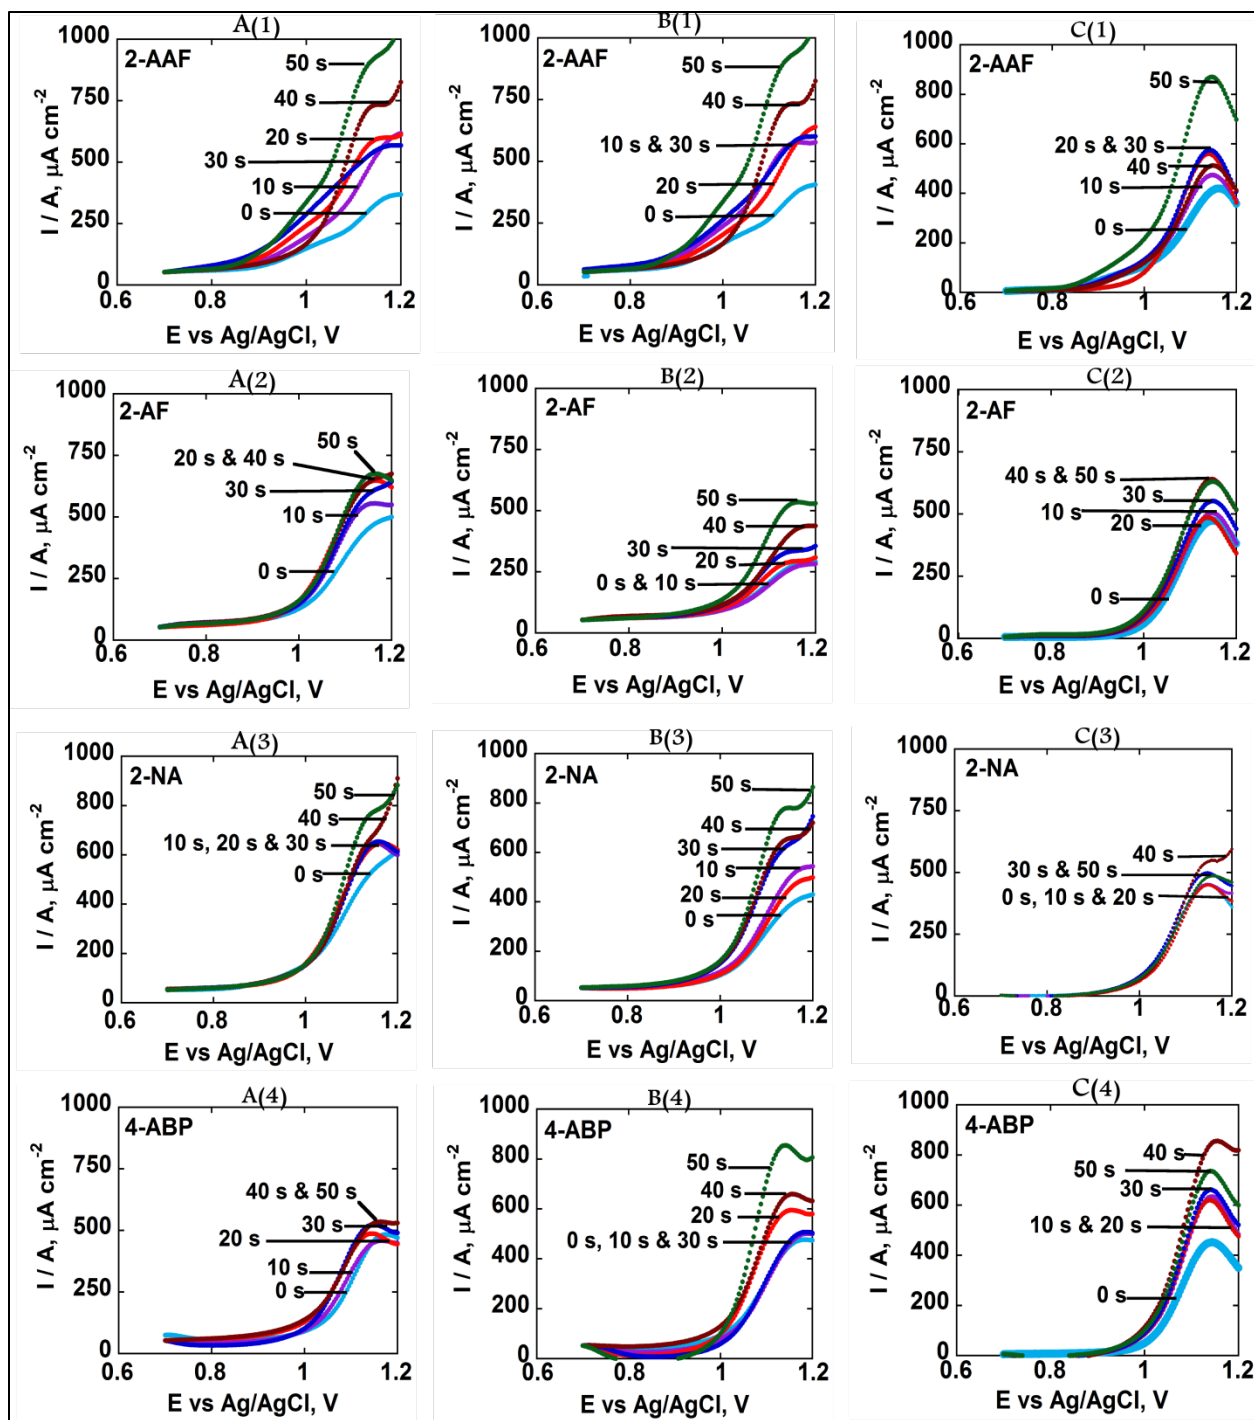 A(1)
1000
2-AAF
50 s
750
40 s
20 s
500
30 s
10 s
250
0 s
0
0.6 0.8 1 1.2
I / A, µA cm-2
E vs Ag/AgCl, V
B(1)
1000
2-AAF
50 s
750
40 s
10 s & 30 s
500
20 s
250
0 s
0
0.6 0.8 1 1.2
I / A, µA cm-2
E vs Ag/AgCl, V
C(1)
1000
2-AAF
50 s
800
600
20 s & 30 s
40 s
400
10 s
0 s
200
0
0.6 0.8 1 1.2
I / A, µA cm-2
E vs Ag/AgCl, V
A(2)
1000
2-AF
50 s
750
20 s & 40 s
30 s
500
10 s
0 s
250
0
0.6 0.8 1 1.2
I / A, µA cm-2
E vs Ag/AgCl, V
B(2)
1000
2-AF
750
50 s
500
40 s
30 s
20 s
250
0 s & 10 s
0
0.6 0.8 1 1.2
I / A, µA cm-2
E vs Ag/AgCl, V
C(2)
1000
2-AF
750
40 s & 50 s
30 s
500
10 s
20 s
250
0 s
0
0.6 0.8 1 1.2
I / A, µA cm-2
E vs Ag/AgCl, V
A(3)
1000
2-NA
50 s
800
40 s
10 s, 20 s & 30 s
600
0 s
400
200
0
0.6 0.8 1 1.2
I / A, µA cm-2
E vs Ag/AgCl, V
B(3)
1000
2-NA
50 s
800
40 s
30 s
600
10 s
20 s
400
0 s
200
0
0.6 0.8 1 1.2
I / A, µA cm-2
E vs Ag/AgCl, V
C(3)
1000
2-NA
750
40 s
30 s & 50 s
500
0 s, 10 s & 20 s
250
0
0.6 0.8 1 1.2
I / A, µA cm-2
E vs Ag/AgCl, V
A(4)
1000
4-ABP
750
40 s & 50 s
30 s
500
20 s
10 s
250
0 s
0
0.6 0.8 1 1.2
I / A, µA cm-2
E vs Ag/AgCl, V
B(4)
1000
4-ABP
800
50 s
40 s
600
20 s
0 s, 10 s & 30 s
400
200
0
0.6 0.8 1 1.2
I / A, µA cm-2
E vs Ag/AgCl, V
C(4)
1000
4-ABP
40 s
800
50 s
30 s
600
10 s & 20 s
400
0 s
200
0
0.6 0.8 1 1.2
I / A, µA cm-2
E vs Ag/AgCl, V